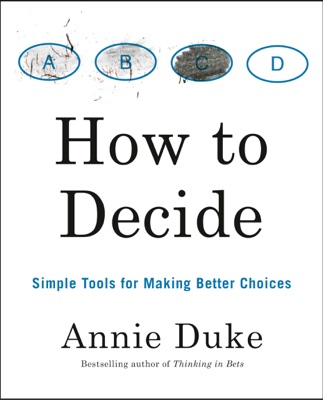 A B C D
How to
Decide
Simple Tools for Making Better Choices
Annie Duke
Bestselling author of Thinking in Bets